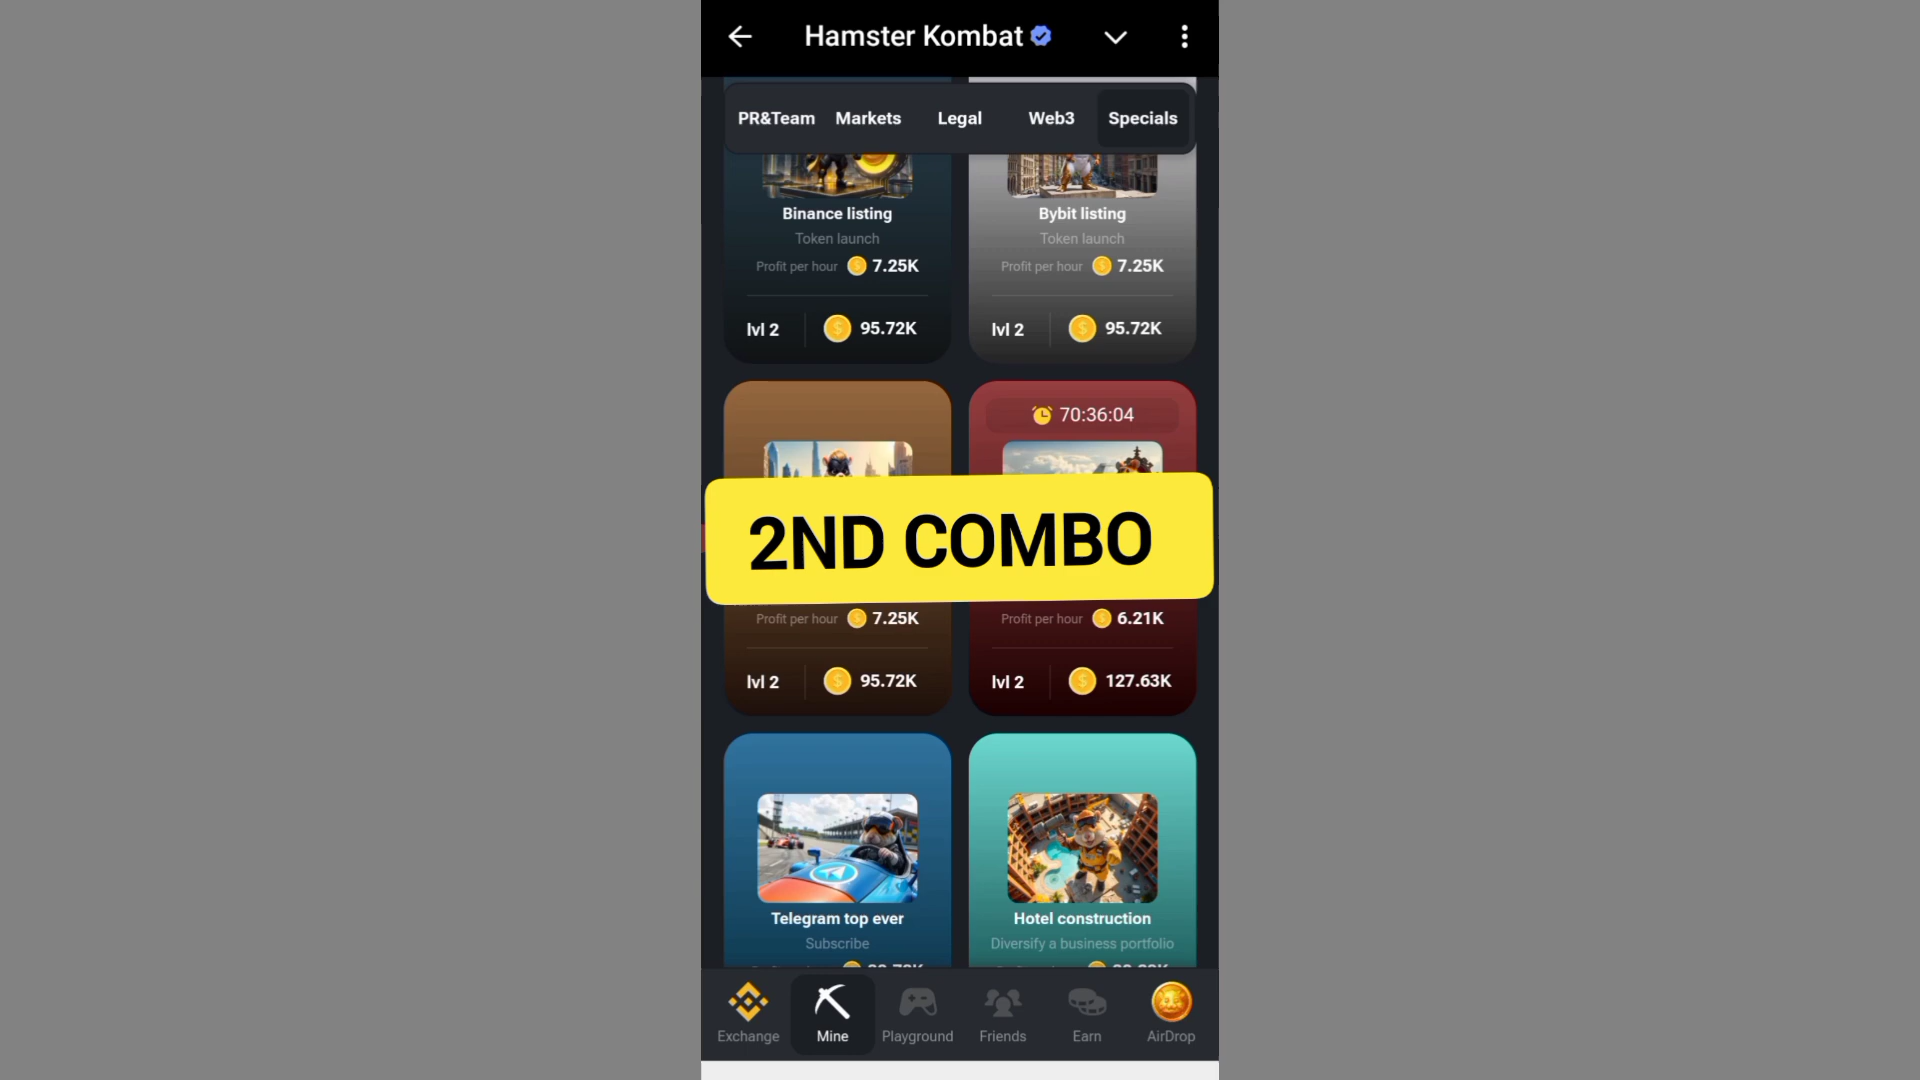 Hamster Kombat
PR&Team Markets Legal Web3 Specials
Binance listing
Token launch
Profit per hour 7.25K
lvl 2 95.72K
Bybit listing
Token launch
Profit per hour 7.25K
lvl 2 95.72K
70:36:04
2ND COMBO
Profit per hour 7.25K
lvl 2 95.72K
Profit per hour 6.21K
lvl 2 127.63K
Telegram top ever
Subscribe
Hotel construction
Diversify a business portfolio
Exchange Mine Playground Friends Earn AirDrop